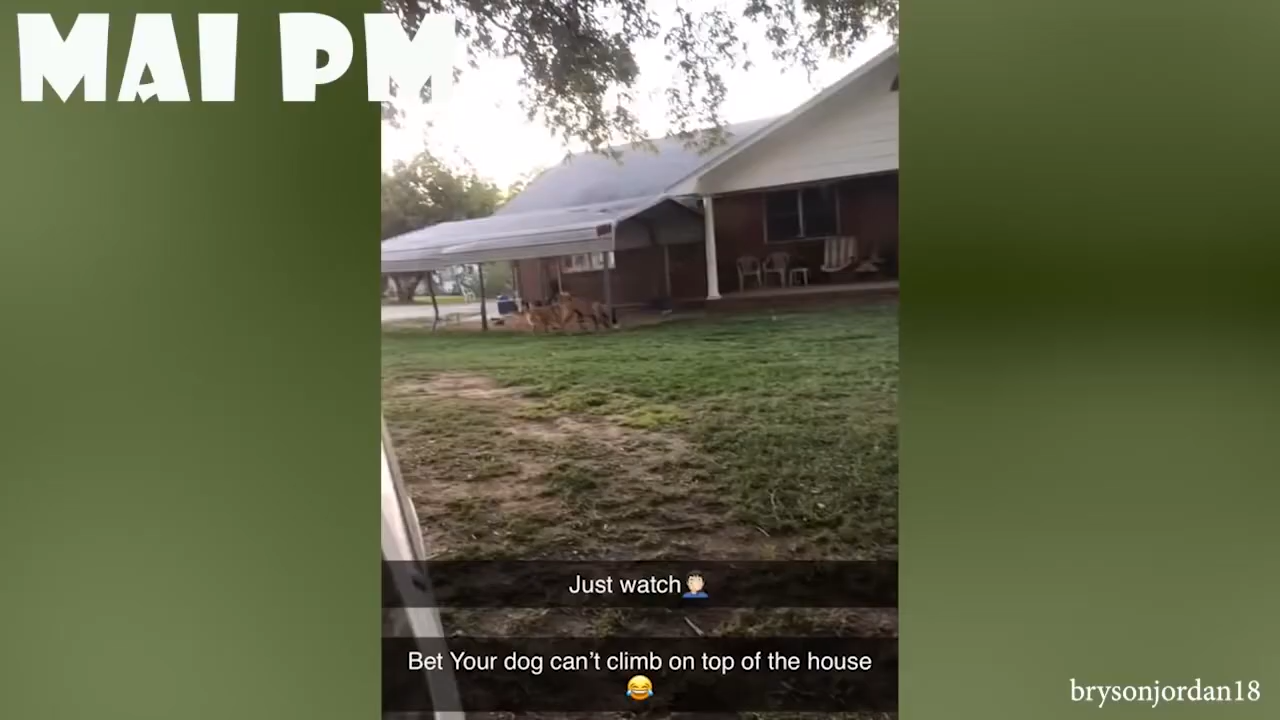 MAI PM
Just watch🤦🏻‍♂️
Bet Your dog can't climb on top of the house
😂
brysonjordan18